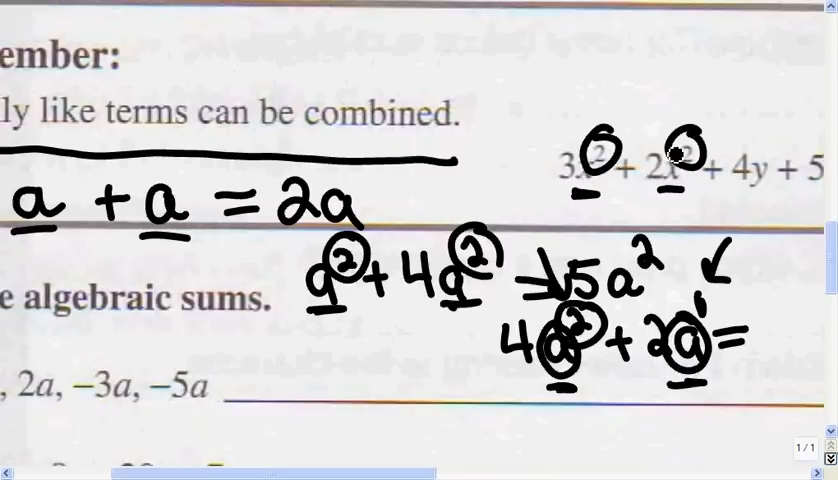 ember:
ly like terms can be combined.
3x² + 2x² + 4y + 5
a + a = 2a
a² + 4a² = 5a²
e algebraic sums.
4a² + 2a¹ =
, 2a, −3a, −5a
1/1